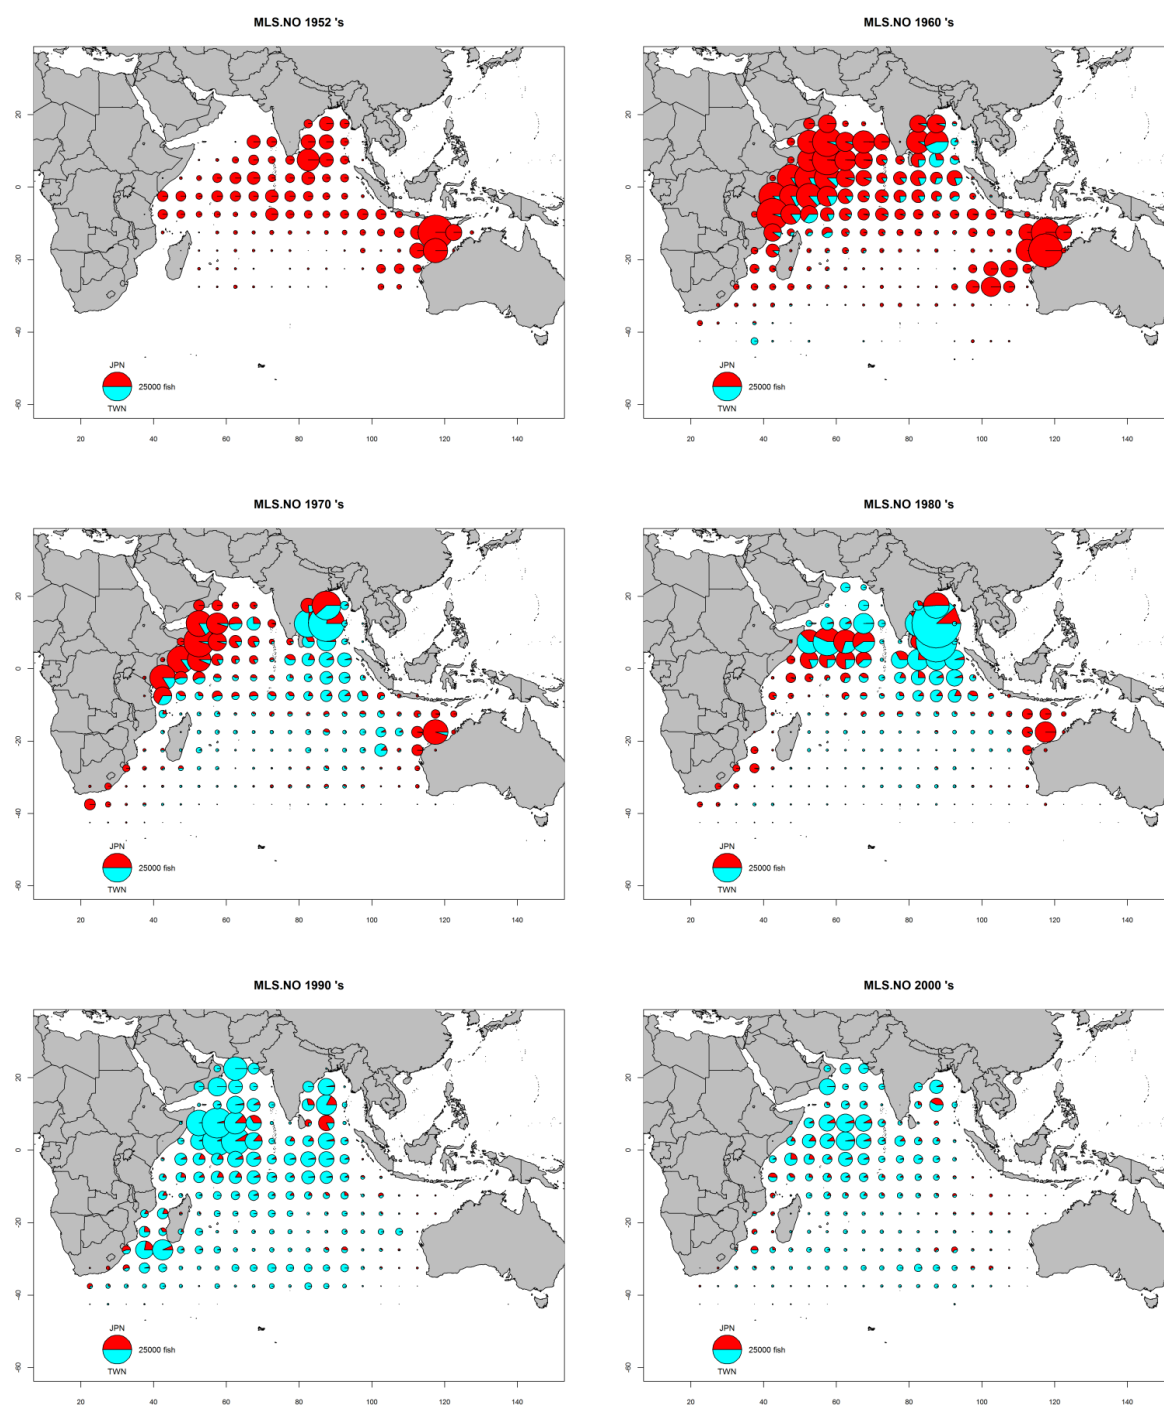 MLS.NO 1952 's
20
0
-20
-40
-60
JPN
25000 fish
TWN
20 40 60 80 100 120 140
MLS.NO 1960 's
20
0
-20
-40
-60
JPN
25000 fish
TWN
20 40 60 80 100 120 140
MLS.NO 1970 's
20
0
-20
-40
-60
JPN
25000 fish
TWN
20 40 60 80 100 120 140
MLS.NO 1980 's
20
0
-20
-40
-60
JPN
25000 fish
TWN
20 40 60 80 100 120 140
MLS.NO 1990 's
20
0
-20
-40
-60
JPN
25000 fish
TWN
20 40 60 80 100 120 140
MLS.NO 2000 's
20
0
-20
-40
-60
JPN
25000 fish
TWN
20 40 60 80 100 120 140